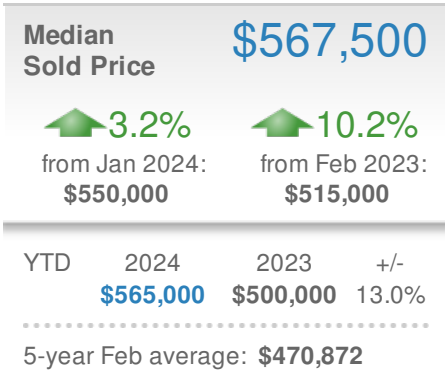 Median
Sold Price
$567,500
3.2%
from Jan 2024:
$550,000
10.2%
from Feb 2023:
$515,000
YTD 2024 2023 +/-
$565,000 $500,000 13.0%
5-year Feb average: $470,872